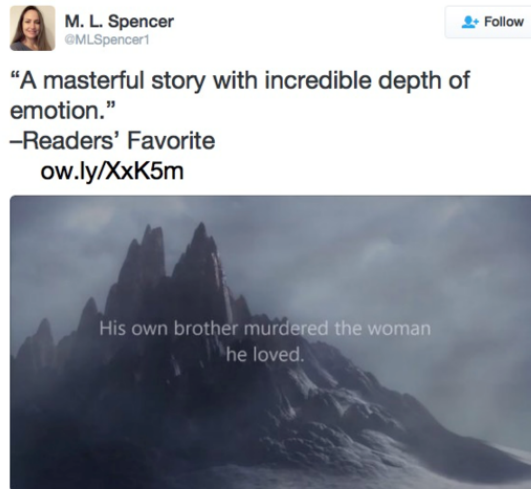 M. L. Spencer
@MLSpencer1
Follow
“A masterful story with incredible depth of
emotion.”
–Readers’ Favorite
ow.ly/XxK5m
His own brother murdered the woman
he loved.